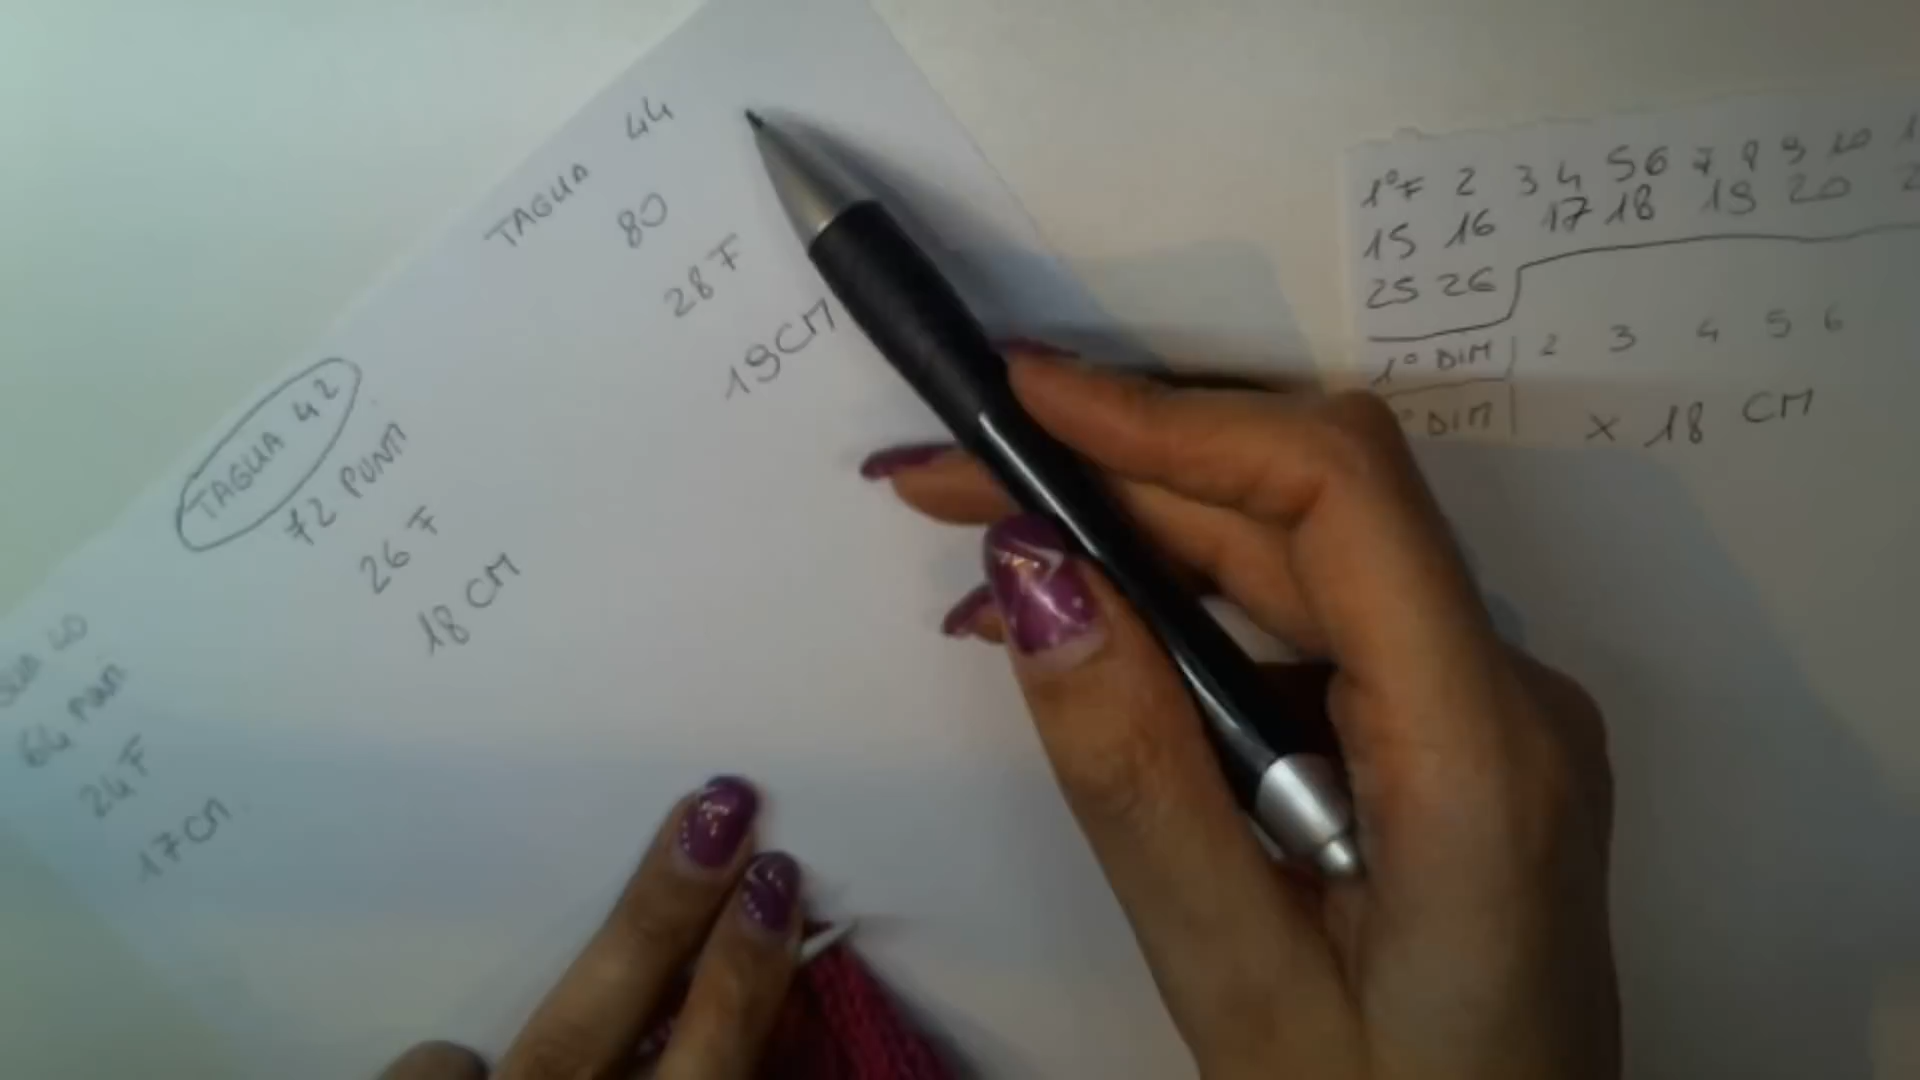 TAGLIA 44
80
28 F
19 CM
TAGLIA 42
72 PUNTI
26 F
18 CM
40
64 PUNTI
24 F
17 CM
1° F 2 3 4 5 6 7 8 9 10
15 16 17 18 19 20
25 26
1° DIM 2 3 4 5 6
DIM x 18 CM